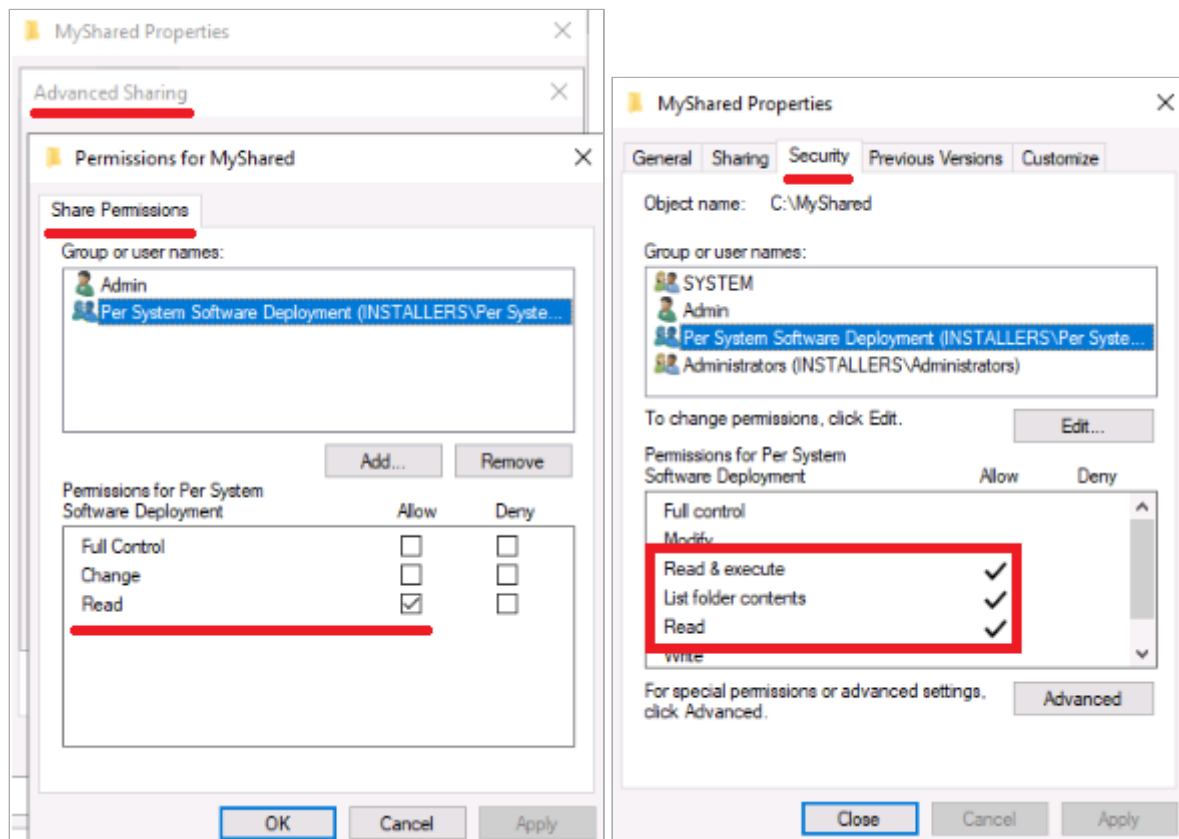 MyShared Properties
Advanced Sharing
Permissions for MyShared
Share Permissions
Group or user names:
Admin
Per System Software Deployment (INSTALLERS\Per Syste...
Add...
Remove
Permissions for Per System
Software Deployment
Allow
Deny
Full Control
Change
Read
OK
Cancel
Apply
MyShared Properties
General
Sharing
Security
Previous Versions
Customize
Object name:
C:\MyShared
Group or user names:
SYSTEM
Admin
Per System Software Deployment (INSTALLERS\Per Syste...
Administrators (INSTALLERS\Administrators)
To change permissions, click Edit.
Edit...
Permissions for Per System
Software Deployment
Allow
Deny
Full control
Modify
Read & execute
List folder contents
Read
Write
For special permissions or advanced settings,
click Advanced.
Advanced
Close
Cancel
Apply